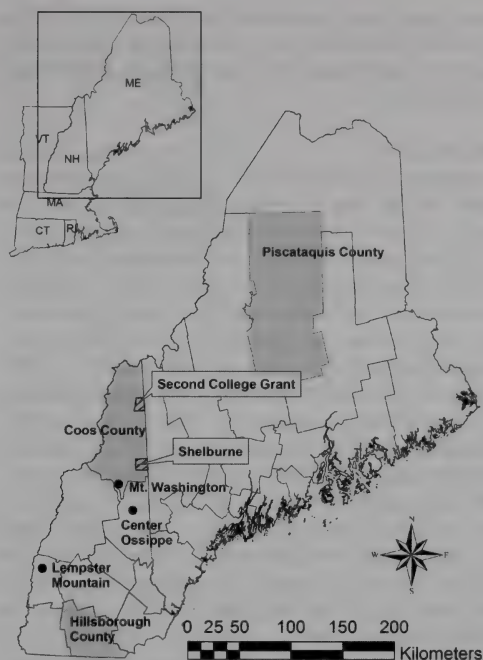 ME
VT
NH
MA
CT
RI
Piscataquis County
Second College Grant
Coos County
Shelburne
Mt. Washington
Center
Ossippe
N
W
E
S
Lempster
Mountain
Hillsborough
County
0 25 50 100 150 200
Kilometers